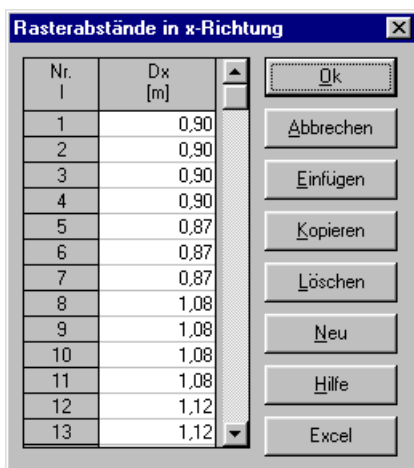 Rasterabstände in x-Richtung
Nr. Dx
I [m]
1 0,90
2 0,90
3 0,90
4 0,90
5 0,87
6 0,87
7 0,87
8 1,08
9 1,08
10 1,08
11 1,08
12 1,12
13 1,12
Ok
Abbrechen
Einfügen
Kopieren
Löschen
Neu
Hilfe
Excel